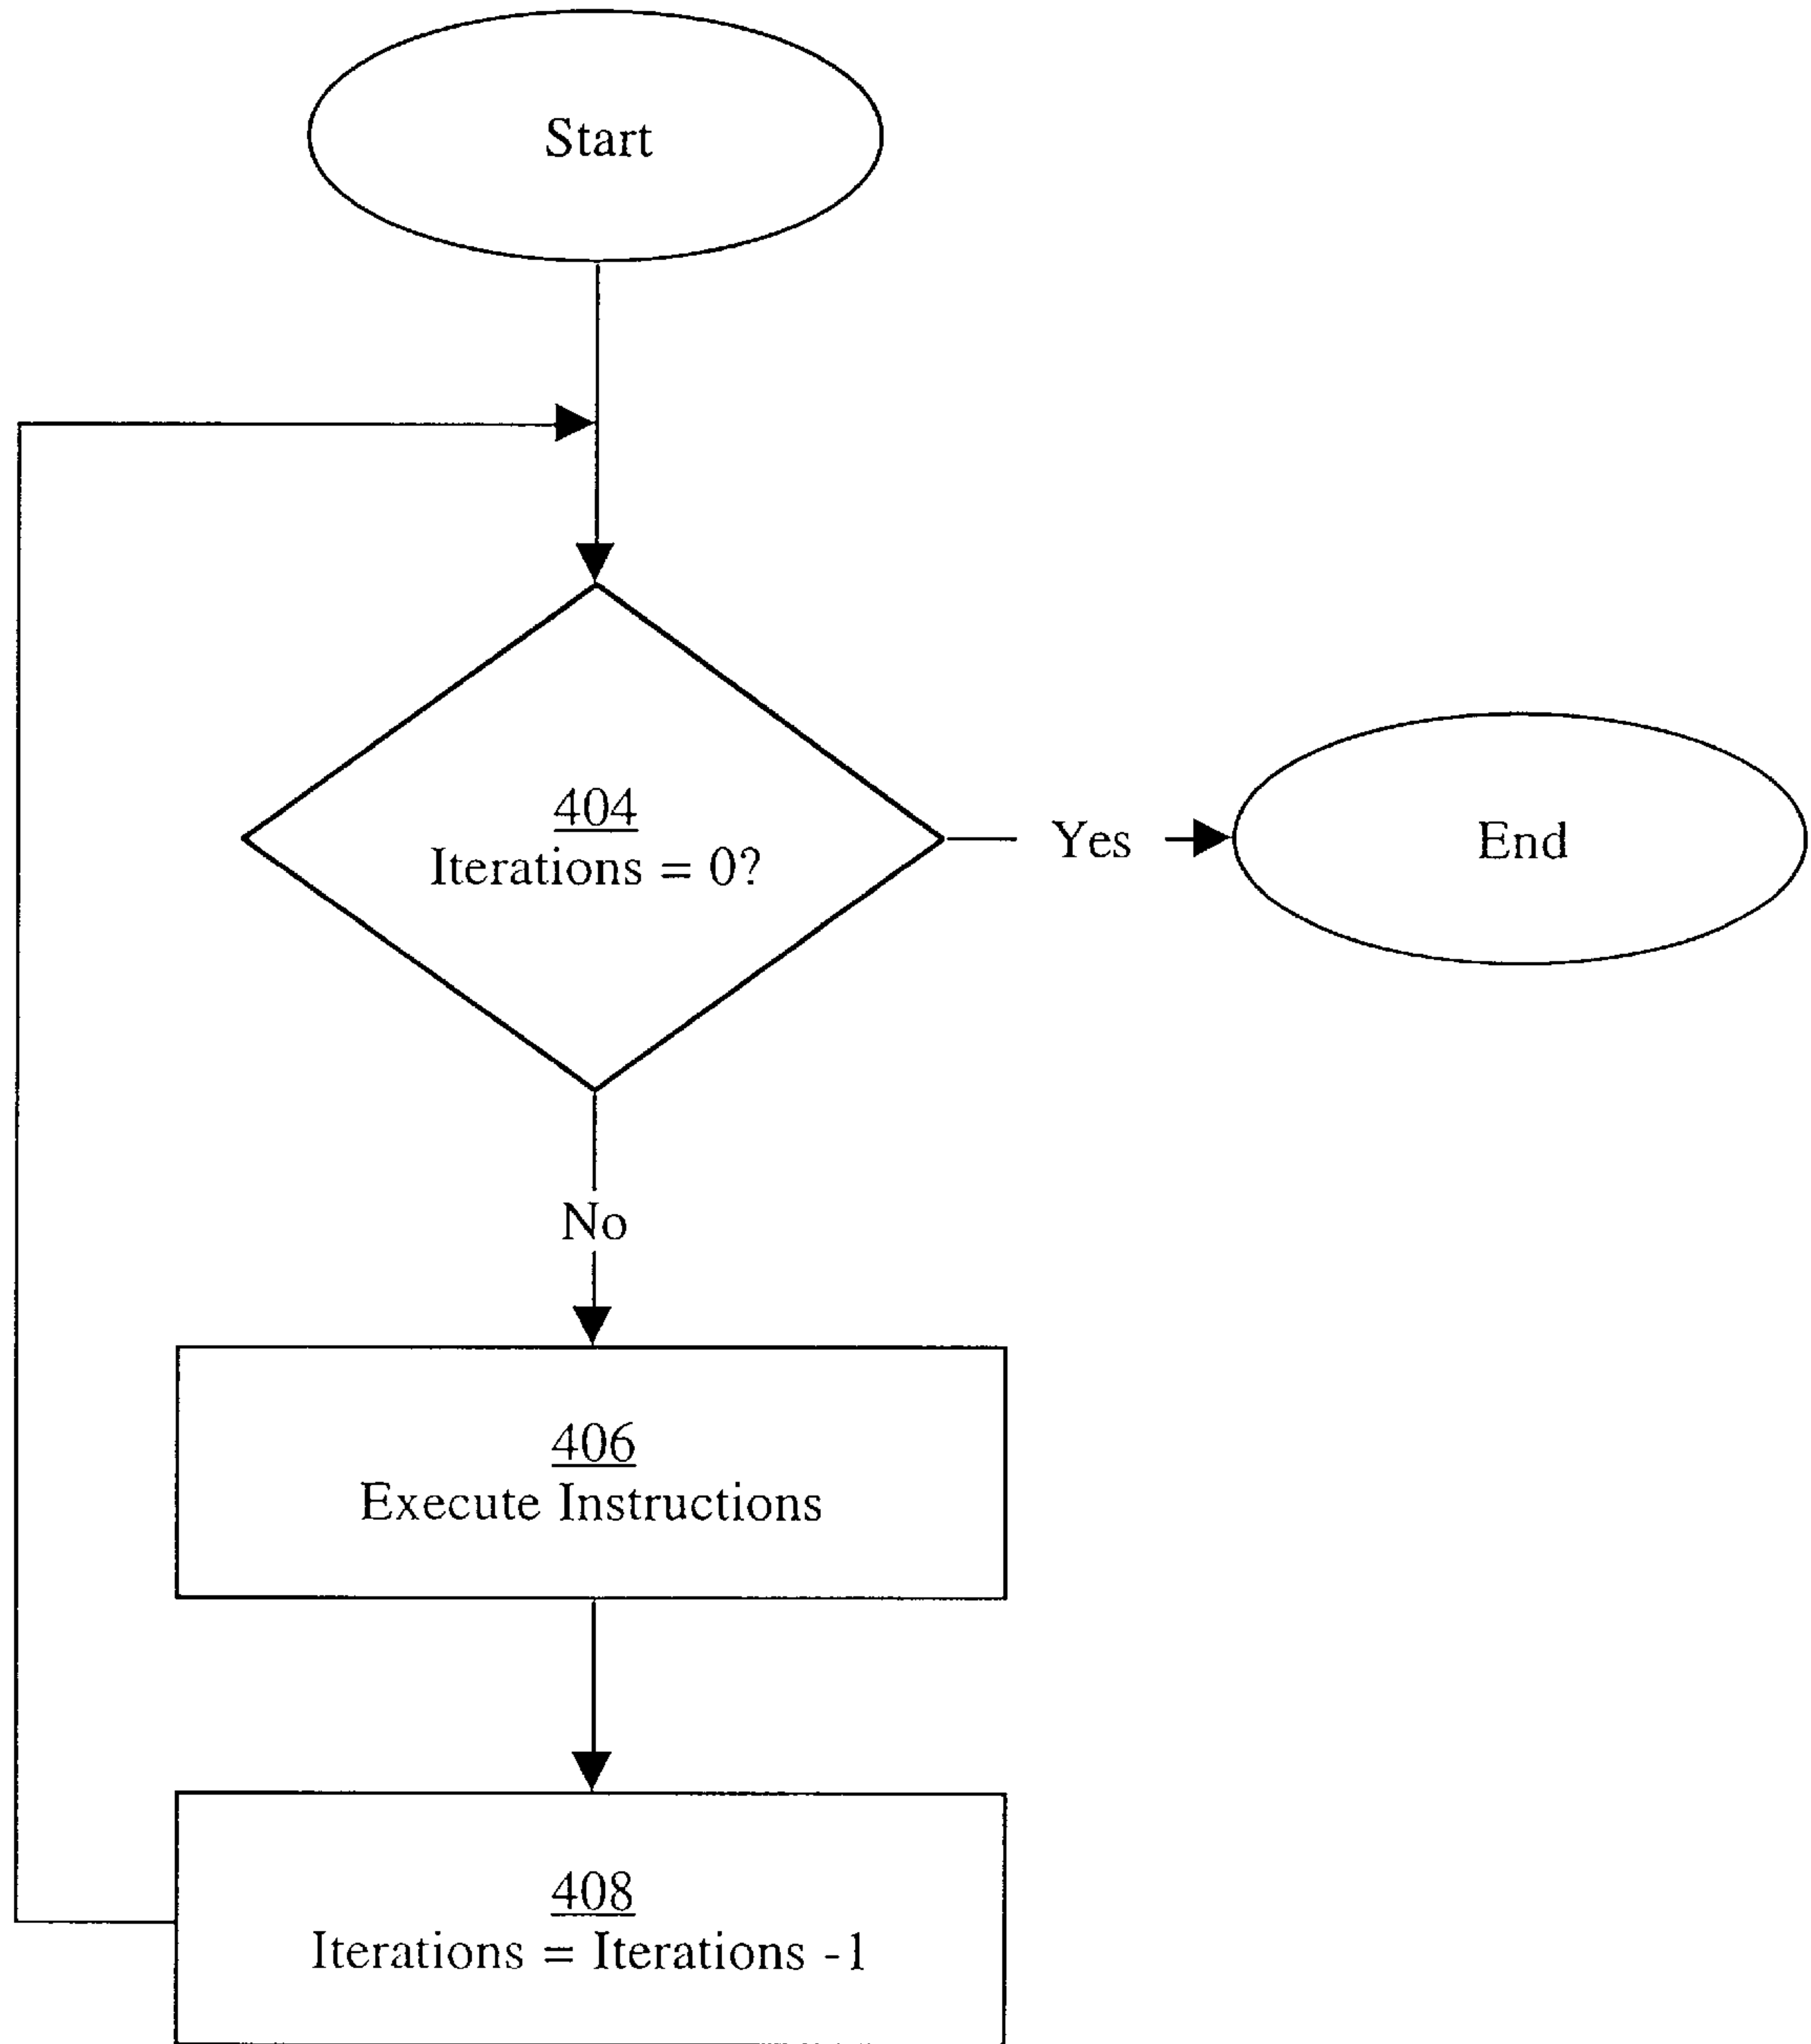 Start
404
Iterations = 0?
Yes
End
No
406
Execute Instructions
408
Iterations = Iterations -1